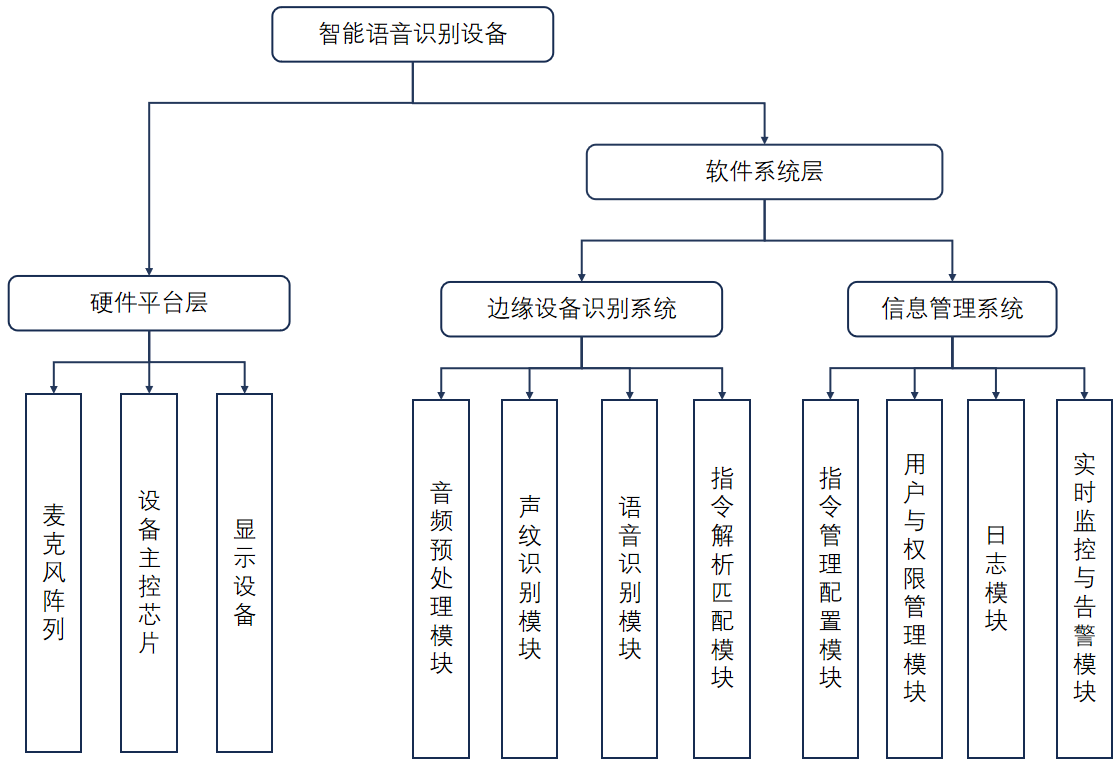 智能语音识别设备
软件系统层
硬件平台层
边缘设备识别系统
信息管理系统
麦克风阵列
设备主控芯片
显示设备
音频预处理模块
声纹识别模块
语音识别模块
指令解析匹配模块
指令管理配置模块
用户与权限管理模块
日志模块
实时监控与告警模块